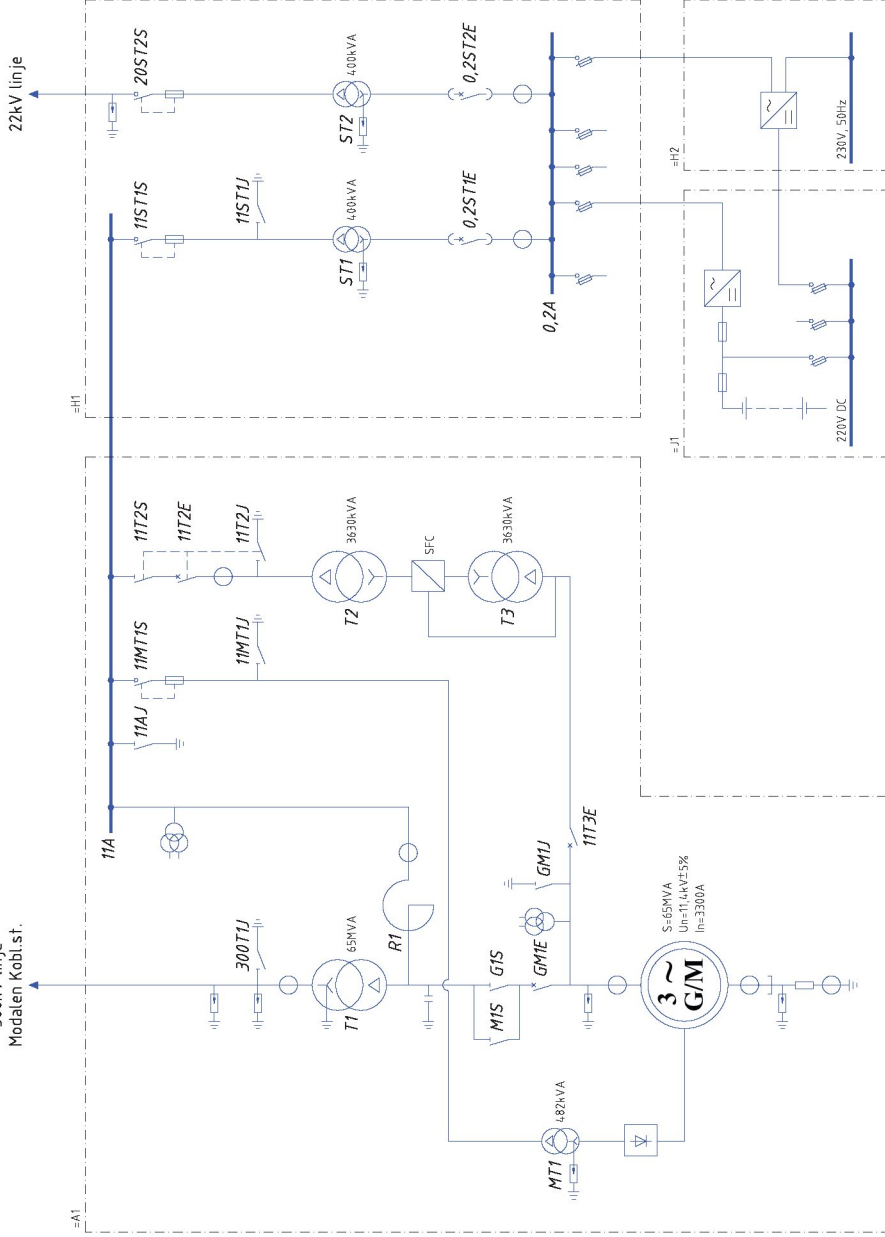 300kV linje
Modalen Kobl.st.
22kV linje
=A1
=H1
11A
11AJ
11MT1S
11T2S
11T2E
11ST1S
20ST2S
300T1J
11MT1J
11T2J
11ST1J
T1
65MVA
R1
T2
3630kVA
ST1
400kVA
ST2
400kVA
SFC
M1S
G1S
T3
3630kVA
0,2ST1E
0,2ST2E
GM1E
GM1J
11T3E
0,2A
MT1
482kVA
3 ~
G/M
S=65MVA
Un=11,4kV±5%
In=3300A
=J1
=H2
~
=
~
=
220V DC
230V, 50Hz